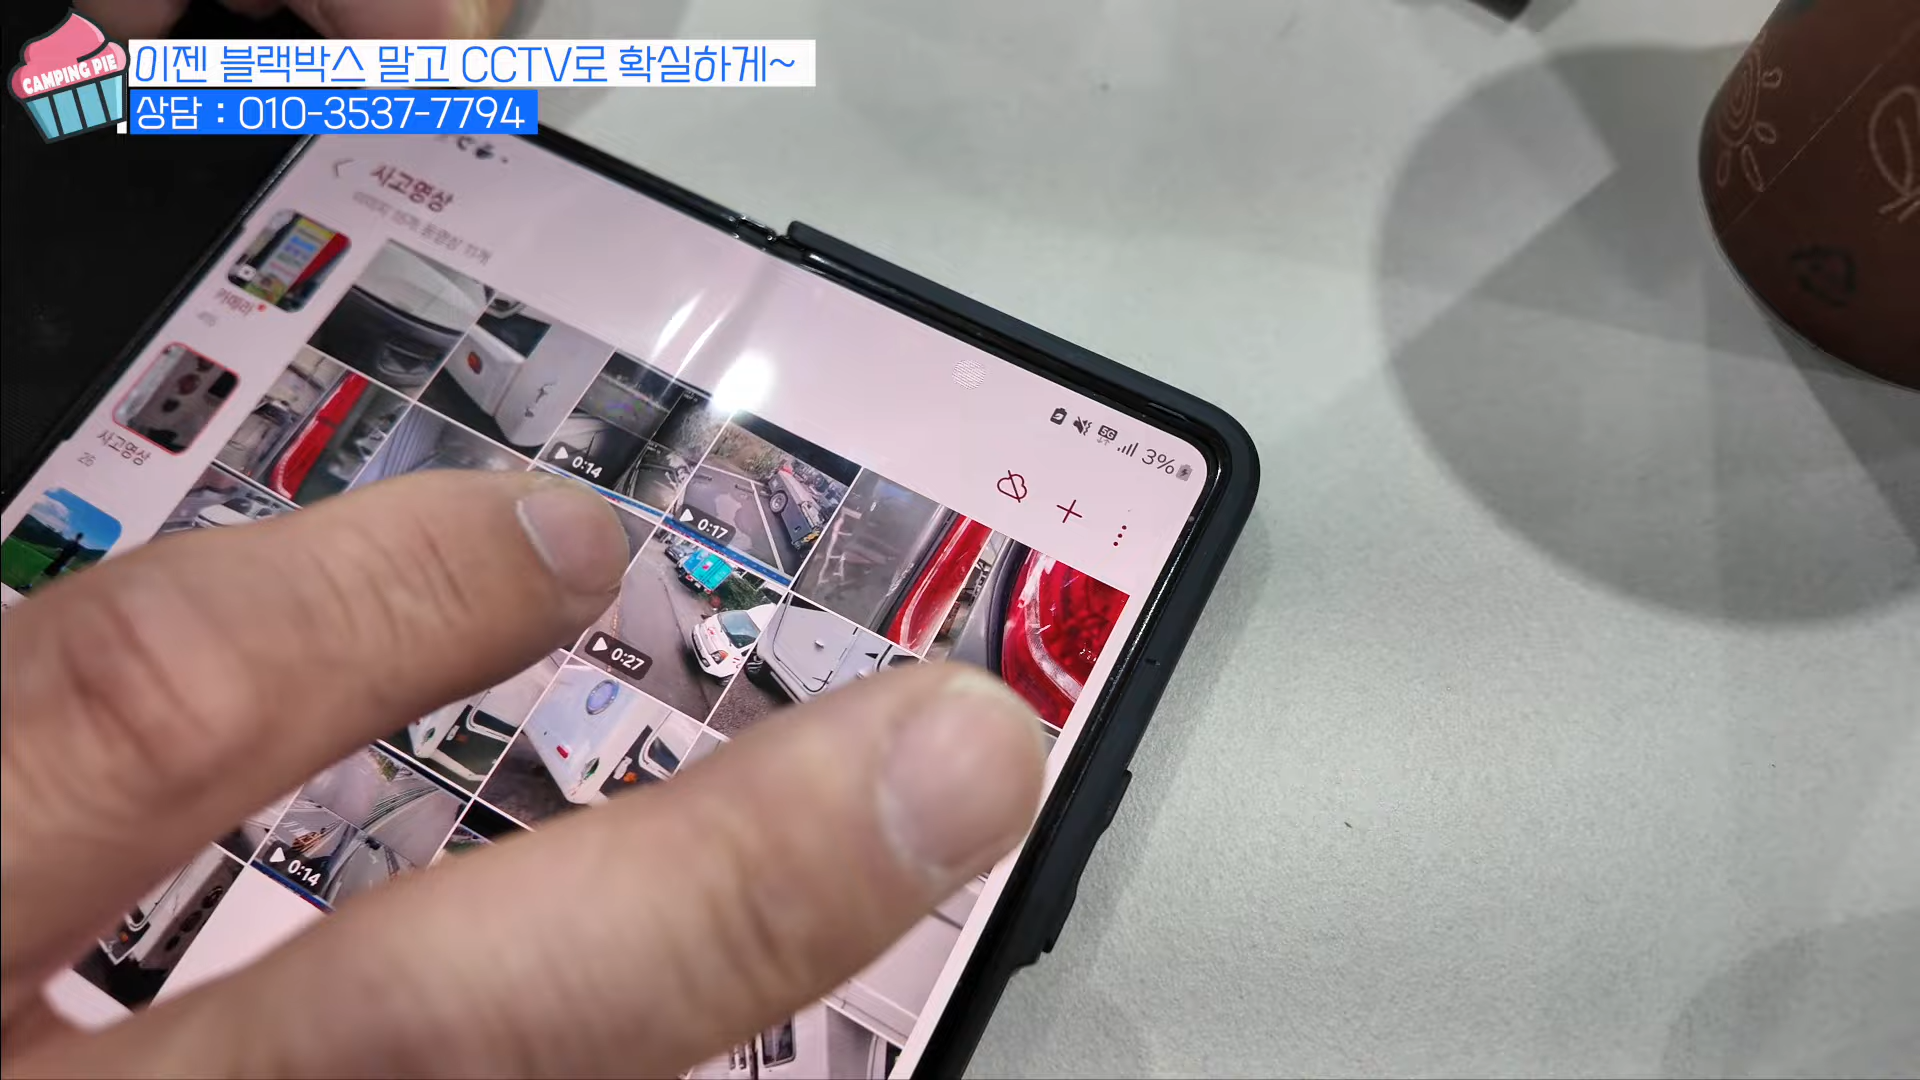 CAMPING PIE
이젠 블랙박스 말고 CCTV로 확실하게~
상담 : 010-3537-7794
사고영상
카메라
사고영상
26
5G
3%
0:14
0:17
0:27
0:14